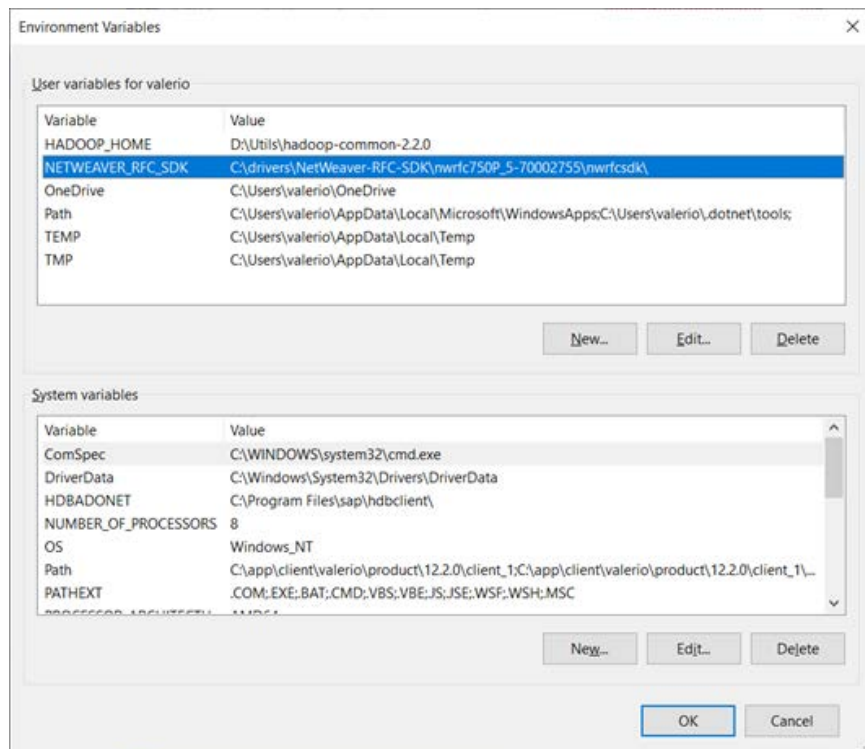 Environment Variables
User variables for valerio
Variable Value
HADOOP_HOME D:\Utils\hadoop-common-2.2.0
NETWEAVER_RFC_SDK C:\drivers\NetWeaver-RFC-SDK\nwrfc750P_5-70002755\nwrfcsdk\
OneDrive C:\Users\valerio\OneDrive
Path C:\Users\valerio\AppData\Local\Microsoft\WindowsApps;C:\Users\valerio\.dotnet\tools;
TEMP C:\Users\valerio\AppData\Local\Temp
TMP C:\Users\valerio\AppData\Local\Temp
New... Edit... Delete
System variables
Variable Value
ComSpec C:\WINDOWS\system32\cmd.exe
DriverData C:\Windows\System32\Drivers\DriverData
HDBADONET C:\Program Files\sap\hdbclient\
NUMBER_OF_PROCESSORS 8
OS Windows_NT
Path C:\app\client\valerio\product\12.2.0\client_1;C:\app\client\valerio\product\12.2.0\client_1\...
PATHEXT .COM;.EXE;.BAT;.CMD;.VBS;.VBE;.JS;.JSE;.WSF;.WSH;.MSC
New... Edit... Delete
OK Cancel